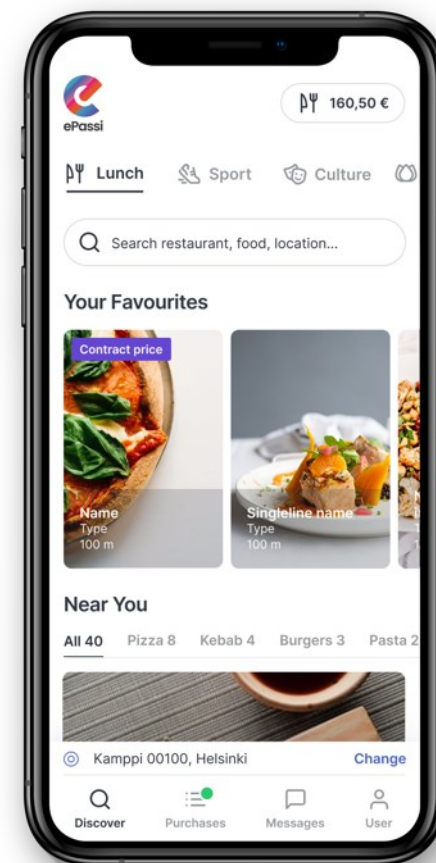 ePassi
160,50 €
Lunch Sport Culture
Search restaurant, food, location...
Your Favourites
Contract price
Name
Type
100 m
Singleline name
Type
100 m
Near You
All 40 Pizza 8 Kebab 4 Burgers 3 Pasta 2
Kamppi 00100, Helsinki Change
Discover Purchases Messages User